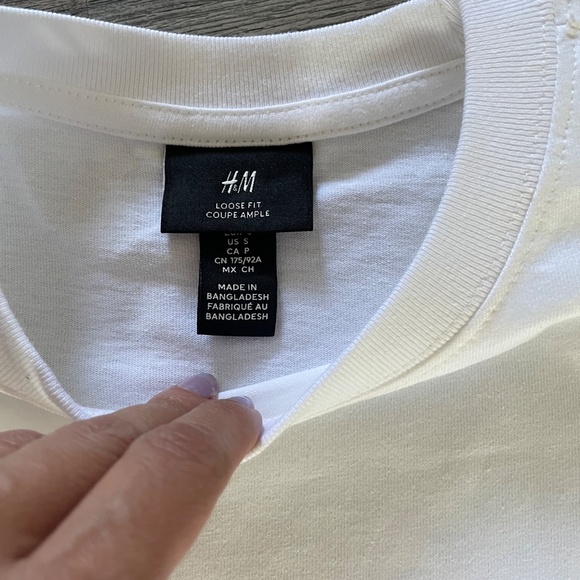 H&M
LOOSE FIT
COUPE AMPLE
US S
CA P
CN 175/92A
MX CH
MADE IN
BANGLADESH
FABRIQUÉ AU
BANGLADESH